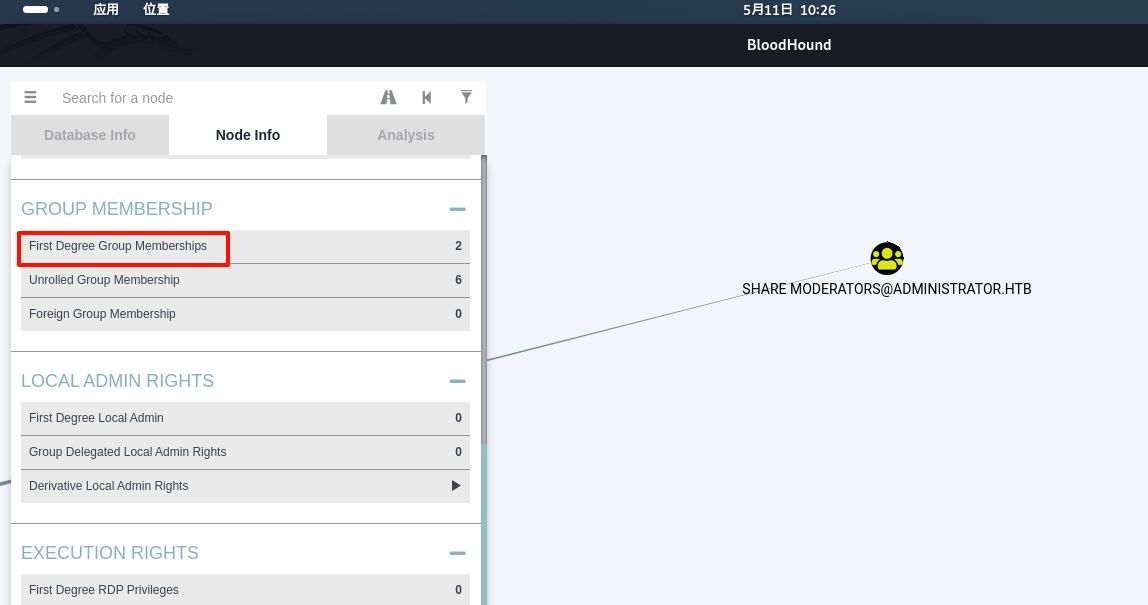 应用 位置 5月11日 10:26
BloodHound
Search for a node
Database Info Node Info Analysis
GROUP MEMBERSHIP
First Degree Group Memberships 2
Unrolled Group Membership 6
Foreign Group Membership 0
SHARE MODERATORS@ADMINISTRATOR.HTB
LOCAL ADMIN RIGHTS
First Degree Local Admin 0
Group Delegated Local Admin Rights 0
Derivative Local Admin Rights
EXECUTION RIGHTS
First Degree RDP Privileges 0